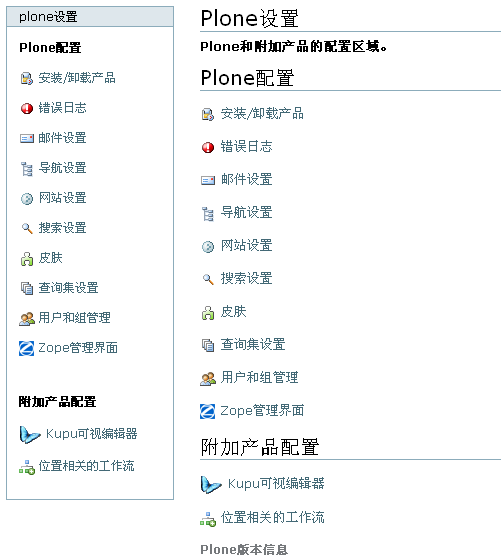 plone设置
Plone配置
安装/卸载产品
错误日志
邮件设置
导航设置
网站设置
搜索设置
皮肤
查询集设置
用户和组管理
Zope管理界面
附加产品配置
Kupu可视编辑器
位置相关的工作流
Plone设置
Plone和附加产品的配置区域。
Plone配置
安装/卸载产品
错误日志
邮件设置
导航设置
网站设置
搜索设置
皮肤
查询集设置
用户和组管理
Zope管理界面
附加产品配置
Kupu可视编辑器
位置相关的工作流
Plone版本信息